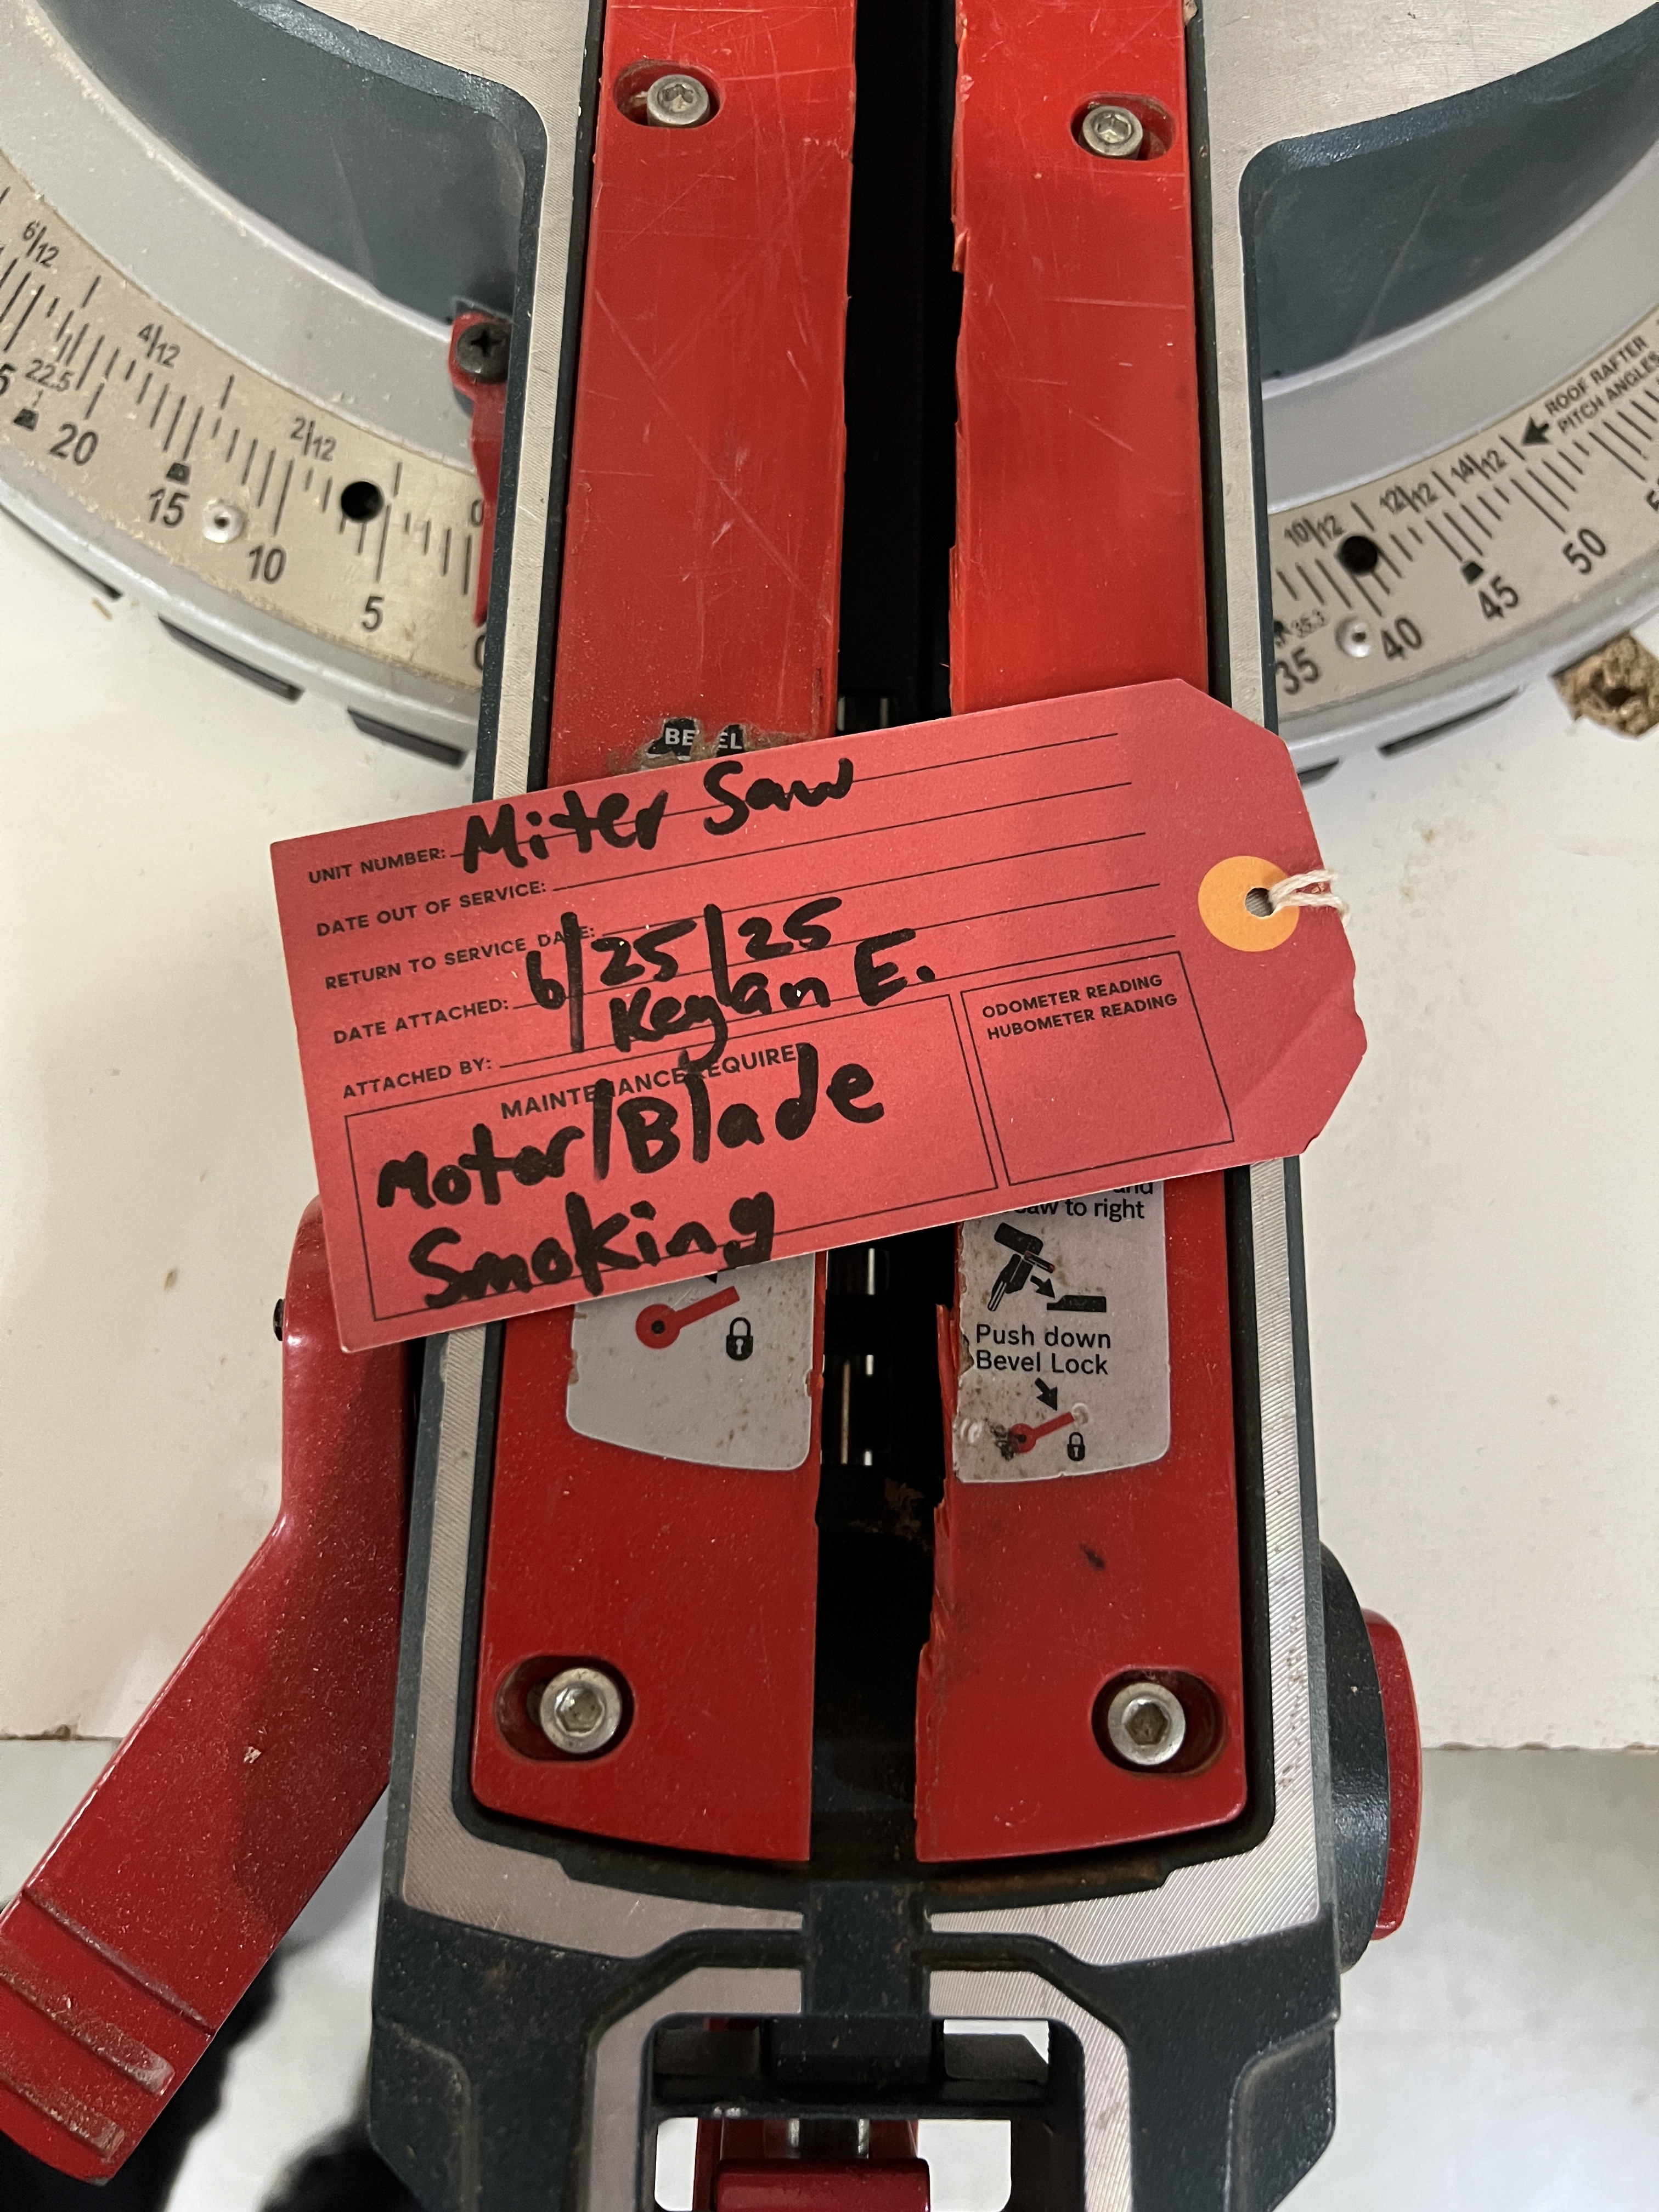 6/12
4/12
2/12
0
22.5
20
15
10
5
ROOF RAFTER
PITCH ANGLES
14/12
12/12
10/12
35.3
35
40
45
50
BEVEL
UNIT NUMBER: Miter Saw
DATE OUT OF SERVICE:
RETURN TO SERVICE DATE:
DATE ATTACHED: 6/25/25
ATTACHED BY: Keylan E.
MAINTENANCE REQUIRED
Motor/Blade
Smoking
ODOMETER READING
HUBOMETER READING
and
saw to right
Push down
Bevel Lock